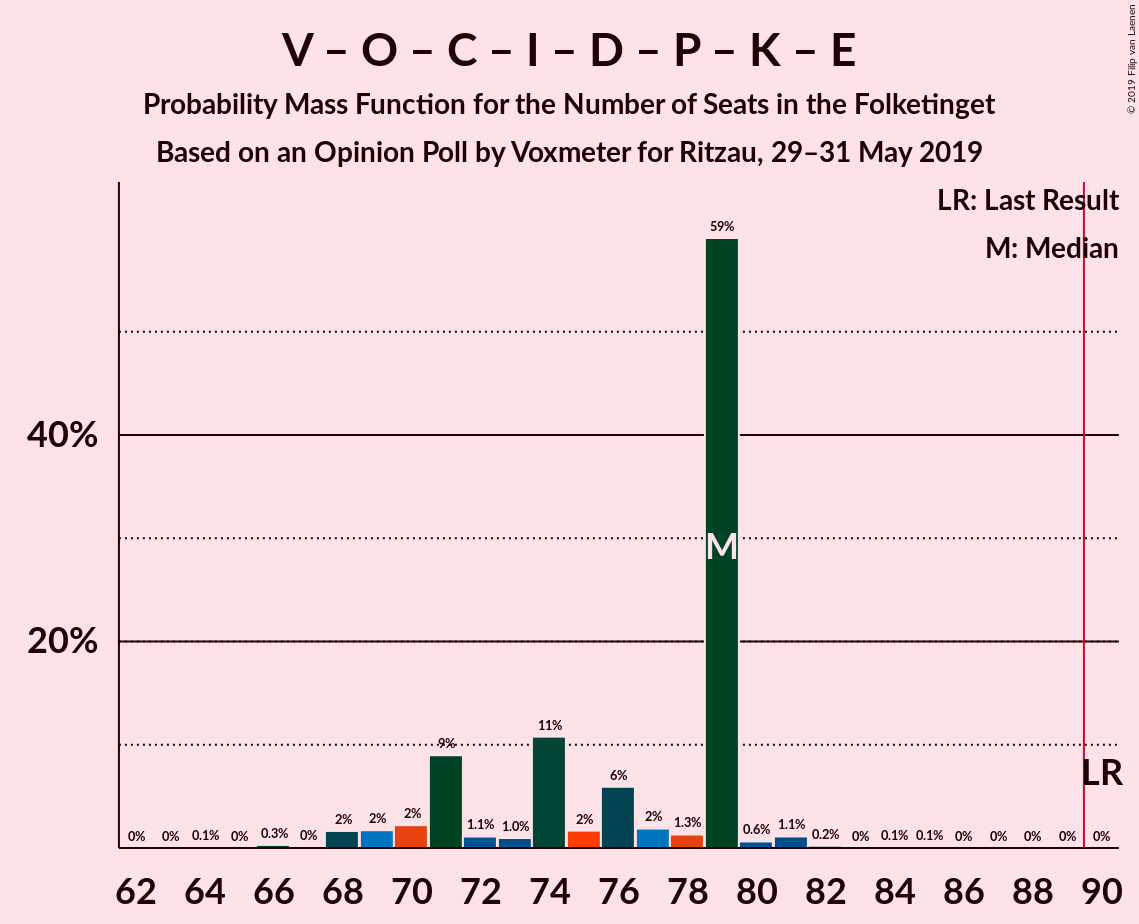 V – O – C – I – D – P – K – E
Probability Mass Function for the Number of Seats in the Folketinget
Based on an Opinion Poll by Voxmeter for Ritzau, 29–31 May 2019
© 2019 Filip van Laenen
LR: Last Result
M: Median
59%
40%
M
20%
11%
9%
LR
6%
2% 2% 2% 1.1% 1.0% 2% 2% 1.3% 0.6% 1.1%
0% 0% 0.1% 0% 0.3% 0% 0.2% 0% 0.1% 0.1% 0% 0% 0% 0% 0%
62 64 66 68 70 72 74 76 78 80 82 84 86 88 90